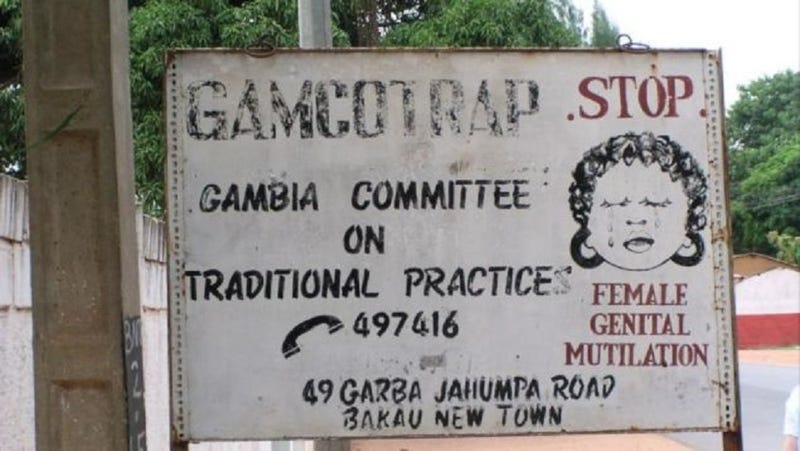 GAMCOTRAP
GAMBIA COMMITTEE
ON
TRADITIONAL PRACTICES
497416
49 GARBA JAHUMPA ROAD
BAKAU NEW TOWN
.STOP.
FEMALE
GENITAL
MUTILATION